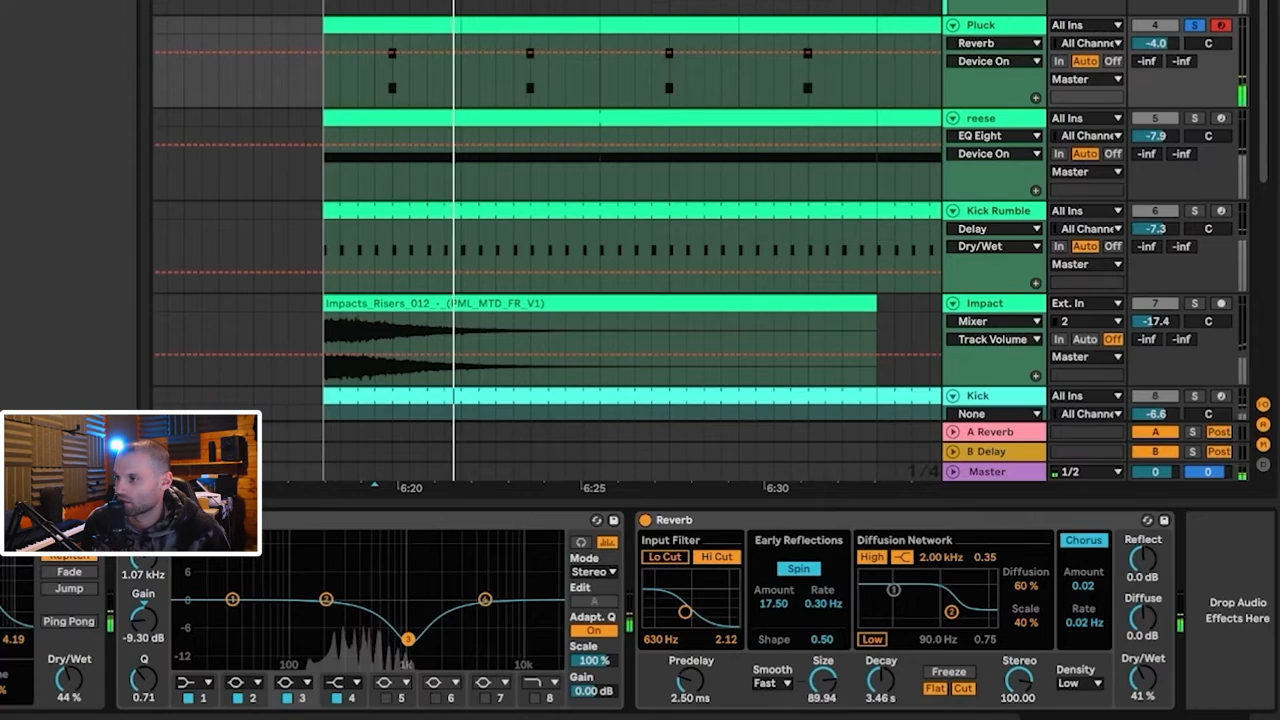 Pluck
All Ins
4
S
Reverb
All Channe
-4.0
C
Device On
In
Auto
Off
-inf
-inf
Master
reese
All Ins
5
S
EQ Eight
All Channe
-7.9
C
Device On
In
Auto
Off
-inf
-inf
Master
Kick Rumble
All Ins
6
S
Delay
All Channe
-7.3
C
Dry/Wet
In
Auto
Off
-inf
-inf
Master
Impacts_Risers_012_-_(PML_MTD_FR_V1)
Impact
Ext. In
7
S
Mixer
2
-17.4
C
Track Volume
In
Auto
Off
-inf
-inf
Master
Kick
All Ins
8
S
None
All Channe
-6.6
C
A Reverb
A
S
Post
B Delay
B
S
Post
1/4
Master
1/2
0
0
6:20
6:25
6:30
Fade
Jump
Ping Pong
4.19
Dry/Wet
44 %
1.07 kHz
Gain
-9.30 dB
Q
0.71
6
0
-6
-12
1
2
3
4
100
1k
10k
1
2
3
4
5
6
7
8
Mode
Stereo
Edit
A
Adapt. Q
On
Scale
100 %
Gain
0.00 dB
Reverb
Input Filter
Lo Cut
Hi Cut
630 Hz
2.12
Early Reflections
Spin
Amount
Rate
17.50
0.30 Hz
Shape
0.50
Diffusion Network
High
2.00 kHz
0.35
1
2
Diffusion
60 %
Scale
40 %
Low
90.0 Hz
0.75
Chorus
Amount
0.02
Rate
0.02 Hz
Reflect
0.0 dB
Diffuse
0.0 dB
Dry/Wet
41 %
Predelay
2.50 ms
Smooth
Fast
Size
89.94
Decay
3.46 s
Freeze
Flat
Cut
Stereo
100.00
Density
Low
Drop Audio
Effects Here